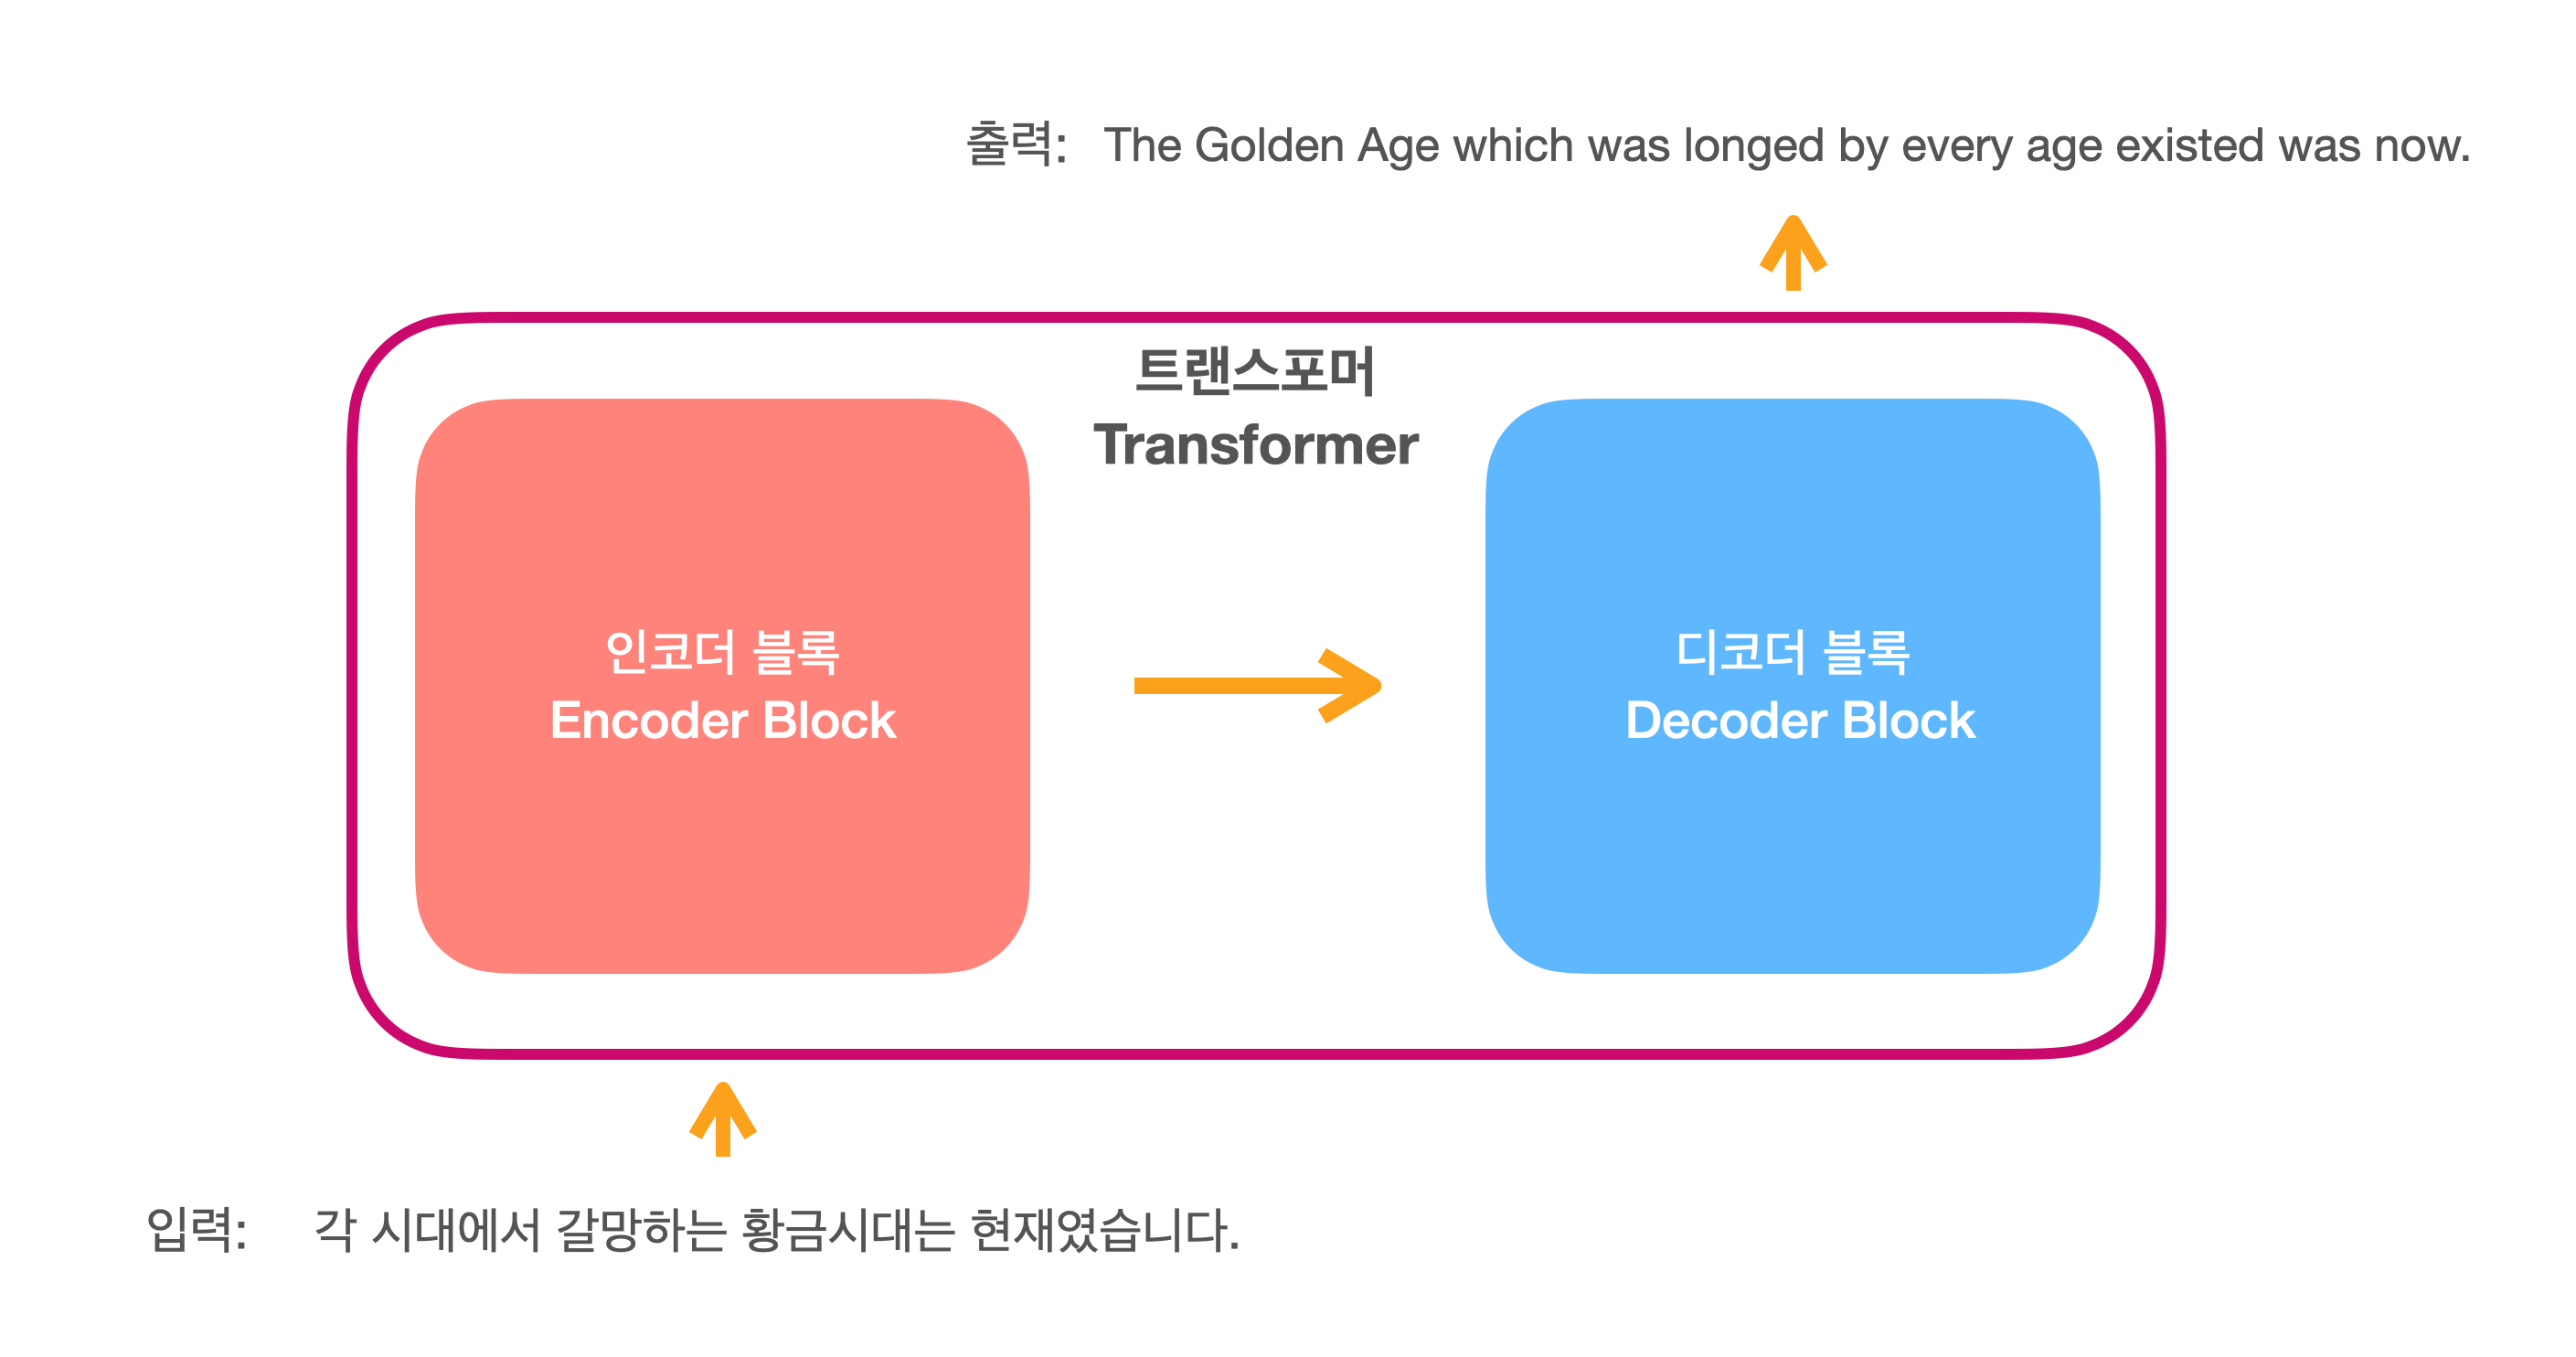 출력: The Golden Age which was longed by every age existed was now.
트랜스포머
Transformer
인코더 블록
Encoder Block
디코더 블록
Decoder Block
입력: 각 시대에서 갈망하는 황금시대는 현재였습니다.